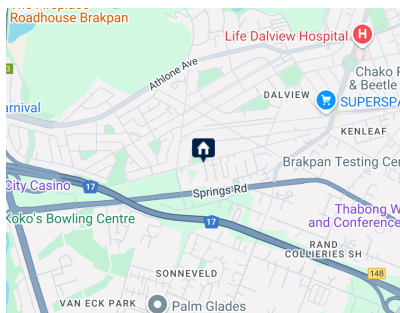 Roadhouse Brakpan
Life Dalview Hospital
H
Athlone Ave
Chako
& Beetle
DALVIEW
SUPERSPA
KENLEAF
arnival
Brakpan Testing Cen
City Casino
17
Springs Rd
Koko's Bowling Centre
17
Thabong W
and Conference
RAND
COLLIERIES SH
148
SONNEVELD
VAN ECK PARK
Palm Glades